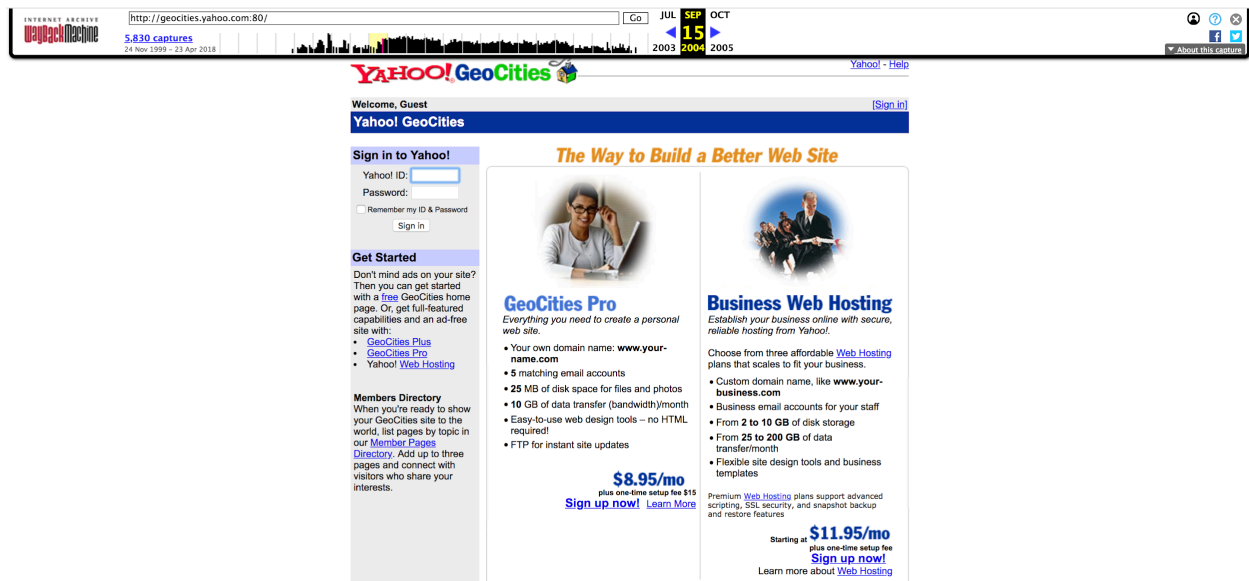 INTERNET ARCHIVE
WayBackMachine
http://geocities.yahoo.com:80/
Go
JUL SEP OCT
15
2003 2004 2005
5,830 captures
24 Nov 1999 – 23 Apr 2018
▼ About this capture
YAHOO! GeoCities
Yahoo! - Help
Welcome, Guest
[Sign in]
Yahoo! GeoCities
Sign in to Yahoo!
Yahoo! ID:
Password:
Remember my ID & Password
Sign in
Get Started
Don't mind ads on your site?
Then you can get started
with a free GeoCities home
page. Or, get full-featured
capabilities and an ad-free
site with:
• GeoCities Plus
• GeoCities Pro
• Yahoo! Web Hosting
Members Directory
When you're ready to show
your GeoCities site to the
world, list pages by topic in
our Member Pages
Directory. Add up to three
pages and connect with
visitors who share your
interests.
The Way to Build a Better Web Site
GeoCities Pro
Everything you need to create a personal
web site.
• Your own domain name: www.your-
name.com
• 5 matching email accounts
• 25 MB of disk space for files and photos
• 10 GB of data transfer (bandwidth)/month
• Easy-to-use web design tools – no HTML
required!
• FTP for instant site updates
$8.95/mo
plus one-time setup fee $15
Sign up now! Learn More
Business Web Hosting
Establish your business online with secure,
reliable hosting from Yahoo!.
Choose from three affordable Web Hosting
plans that scales to fit your business.
• Custom domain name, like www.your-
business.com
• Business email accounts for your staff
• From 2 to 10 GB of disk storage
• From 25 to 200 GB of data
transfer/month
• Flexible site design tools and business
templates
Premium Web Hosting plans support advanced
scripting, SSL security, and snapshot backup
and restore features
Starting at $11.95/mo
plus one-time setup fee
Sign up now!
Learn more about Web Hosting